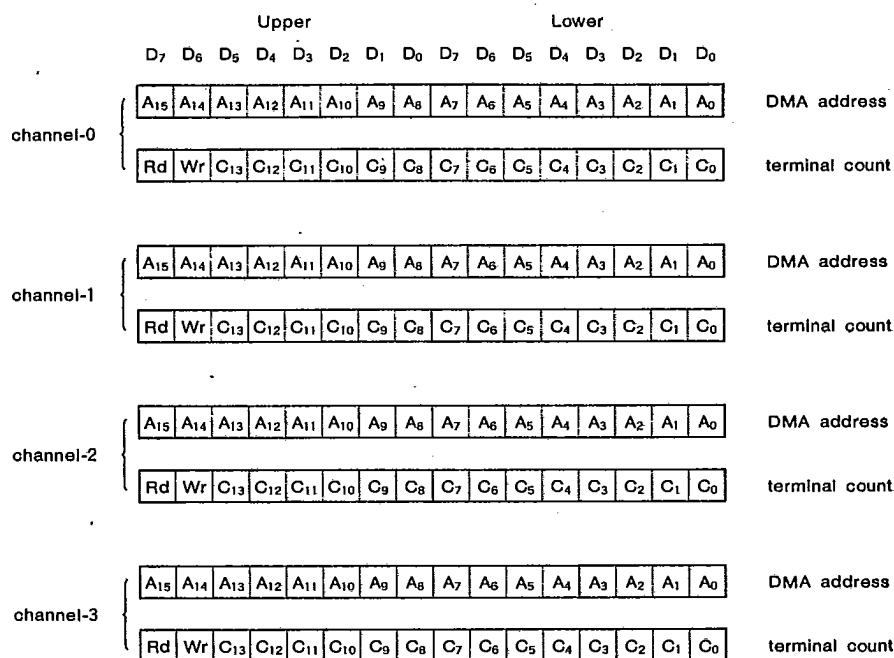 Upper Lower
D₇ D₆ D₅ D₄ D₃ D₂ D₁ D₀ D₇ D₆ D₅ D₄ D₃ D₂ D₁ D₀
A₁₅ A₁₄ A₁₃ A₁₂ A₁₁ A₁₀ A₉ A₈ A₇ A₆ A₅ A₄ A₃ A₂ A₁ A₀ DMA address
channel-0
Rd Wr C₁₃ C₁₂ C₁₁ C₁₀ C₉ C₈ C₇ C₆ C₅ C₄ C₃ C₂ C₁ C₀ terminal count
A₁₅ A₁₄ A₁₃ A₁₂ A₁₁ A₁₀ A₉ A₈ A₇ A₆ A₅ A₄ A₃ A₂ A₁ A₀ DMA address
channel-1
Rd Wr C₁₃ C₁₂ C₁₁ C₁₀ C₉ C₈ C₇ C₆ C₅ C₄ C₃ C₂ C₁ C₀ terminal count
A₁₅ A₁₄ A₁₃ A₁₂ A₁₁ A₁₀ A₉ A₈ A₇ A₆ A₅ A₄ A₃ A₂ A₁ A₀ DMA address
channel-2
Rd Wr C₁₃ C₁₂ C₁₁ C₁₀ C₉ C₈ C₇ C₆ C₅ C₄ C₃ C₂ C₁ C₀ terminal count
A₁₅ A₁₄ A₁₃ A₁₂ A₁₁ A₁₀ A₉ A₈ A₇ A₆ A₅ A₄ A₃ A₂ A₁ A₀ DMA address
channel-3
Rd Wr C₁₃ C₁₂ C₁₁ C₁₀ C₉ C₈ C₇ C₆ C₅ C₄ C₃ C₂ C₁ C₀ terminal count